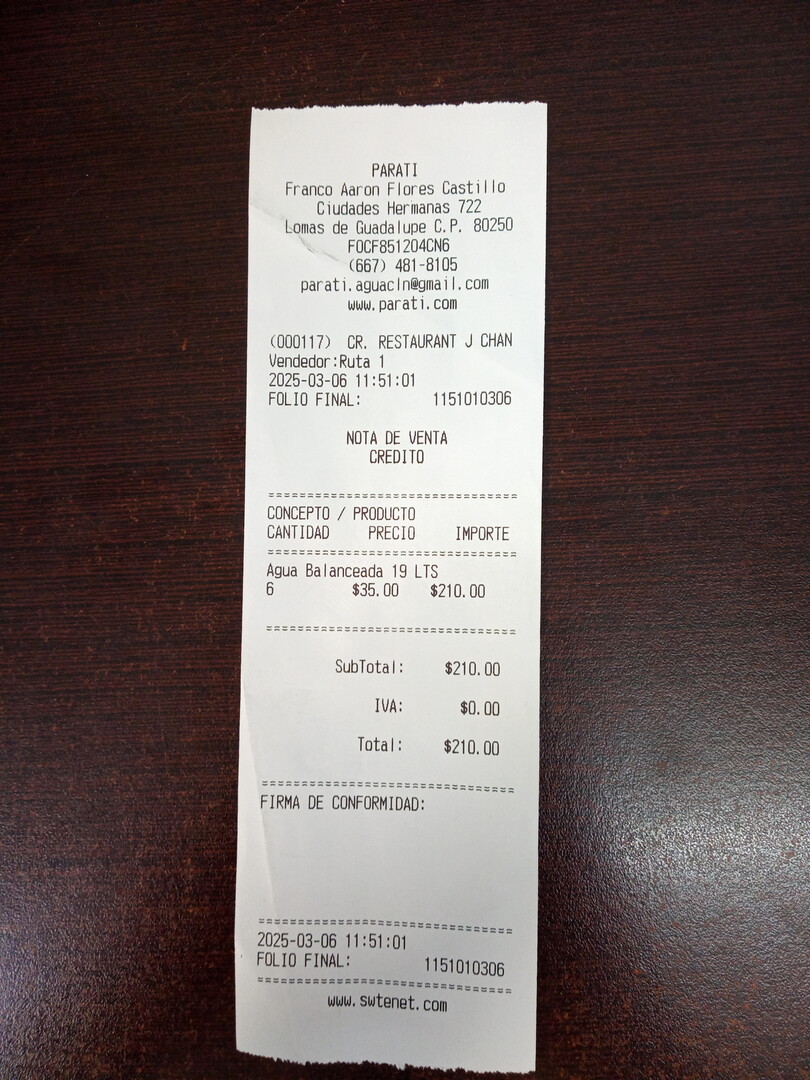 PARATI
Franco Aaron Flores Castillo
Ciudades Hermanas 722
Lomas de Guadalupe C.P. 80250
FOCF851204CN6
(667) 481-8105
parati.aguacln@gmail.com
www.parati.com
(000117) CR. RESTAURANT J CHAN
Vendedor:Ruta 1
2025-03-06 11:51:01
FOLIO FINAL: 1151010306
NOTA DE VENTA
CREDITO
================================
CONCEPTO / PRODUCTO
CANTIDAD PRECIO IMPORTE
================================
Agua Balanceada 19 LTS
6 $35.00 $210.00
================================
SubTotal: $210.00
IVA: $0.00
Total: $210.00
================================
FIRMA DE CONFORMIDAD:
================================
2025-03-06 11:51:01
FOLIO FINAL: 1151010306
================================
www.swtenet.com